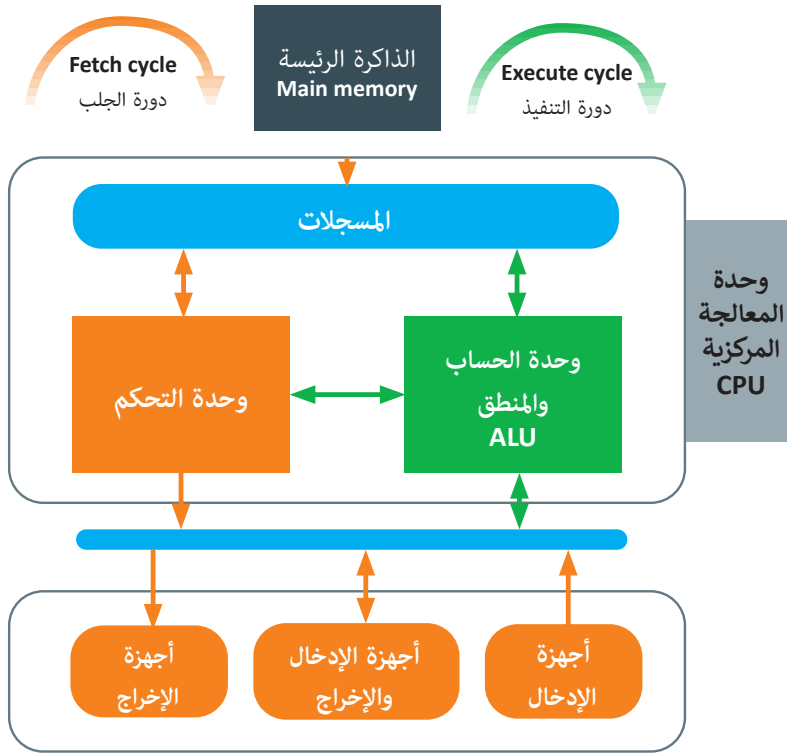 Fetch cycle
دورة الجلب
الذاكرة الرئيسة
Main memory
Execute cycle
دورة التنفيذ
المسجلات
وحدة
المعالجة
المركزية
CPU
وحدة التحكم
وحدة الحساب
والمنطق
ALU
أجهزة
الإخراج
أجهزة الإدخال
والإخراج
أجهزة
الإدخال